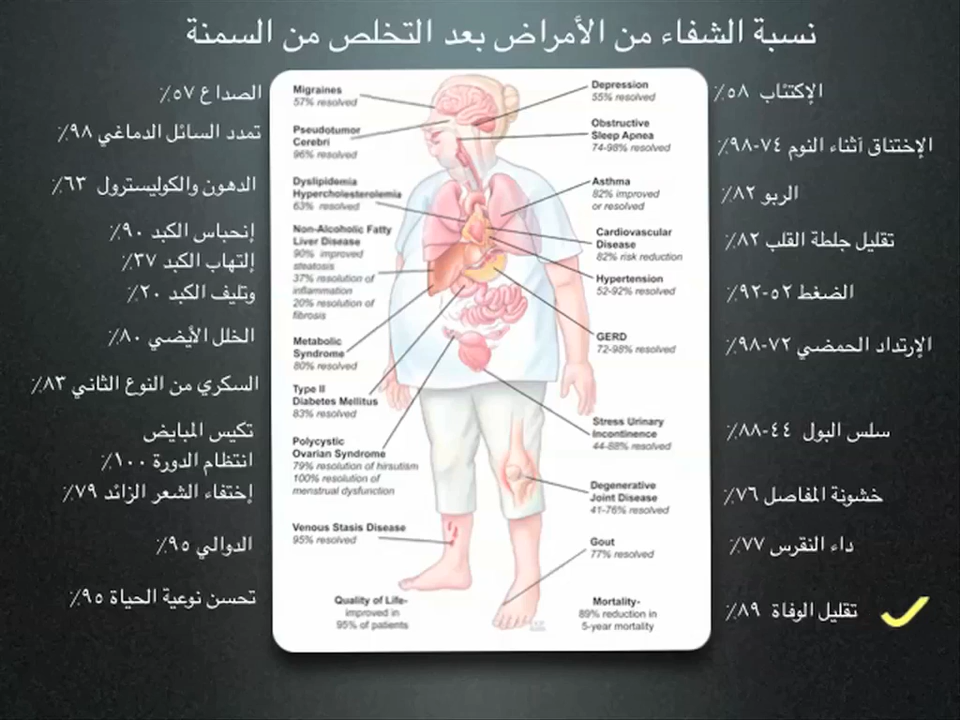 نسبة الشفاء من الأمراض بعد التخلص من السمنة
الإكتئاب ٥٨٪
الإختناق أثناء النوم ٧٤-٩٨٪
الربو ٨٢٪
تقليل جلطة القلب ٨٢٪
الضغط ٥٢-٩٢٪
الإرتداد الحمضي ٧٢-٩٨٪
سلس البول ٤٤-٨٨٪
خشونة المفاصل ٧٦٪
داء النقرس ٧٧٪
تقليل الوفاة ٨٩٪
Migraines
57% resolved
Pseudotumor
Cerebri
96% resolved
Dyslipidemia
Hypercholesterolemia
63% resolved
Non-Alcoholic Fatty
Liver Disease
90% improved
steatosis
37% resolution of
inflammation
20% resolution of
fibrosis
Metabolic
Syndrome
80% resolved
Type II
Diabetes Mellitus
83% resolved
Polycystic
Ovarian Syndrome
79% resolution of hirsutism
100% resolution of
menstrual dysfunction
Venous Stasis Disease
95% resolved
Quality of Life-
improved in
95% of patients
Depression
55% resolved
Obstructive
Sleep Apnea
74-98% resolved
Asthma
82% improved
or resolved
Cardiovascular
Disease
82% risk reduction
Hypertension
52-92% resolved
GERD
72-98% resolved
Stress Urinary
Incontinence
44-88% resolved
Degenerative
Joint Disease
41-76% resolved
Gout
77% resolved
Mortality-
89% reduction in
5-year mortality
الصداع ٥٧٪
تمدد السائل الدماغي ٩٨٪
الدهون والكوليسترول ٦٣٪
إنحباس الكبد ٩٠٪
إلتهاب الكبد ٣٧٪
وتليف الكبد ٢٠٪
الخلل الأيضي ٨٠٪
السكري من النوع الثاني ٨٣٪
تكيس المبايض
انتظام الدورة ١٠٠٪
إختفاء الشعر الزائد ٧٩٪
الدوالي ٩٥٪
تحسن نوعية الحياة ٩٥٪